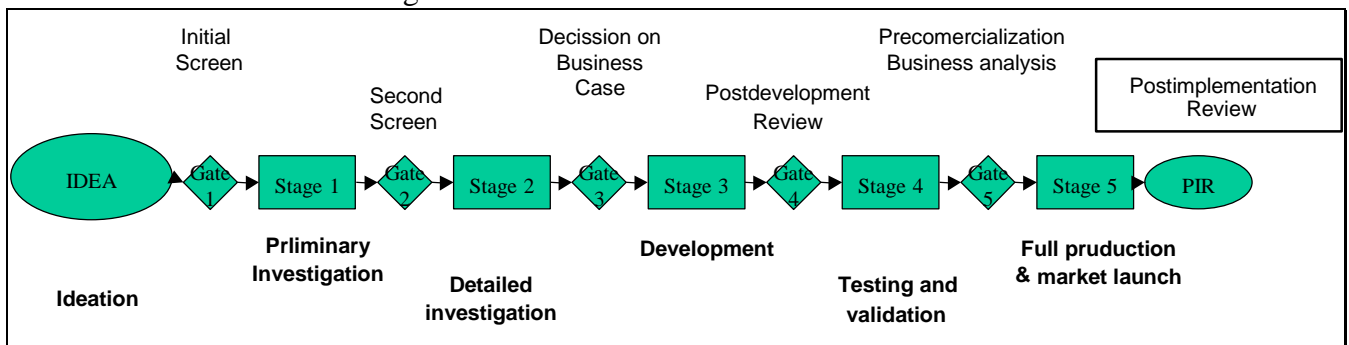 Initial
Screen
Second
Screen
Decission on
Business
Case
Postdevelopment
Review
Precomercialization
Business analysis
Postimplementation
Review
IDEA
Gate
1
Stage 1
Gate
2
Stage 2
Gate
3
Stage 3
Gate
4
Stage 4
Gate
5
Stage 5
PIR
Ideation
Prliminary
Investigation
Detailed
investigation
Development
Testing and
validation
Full pruduction
& market launch